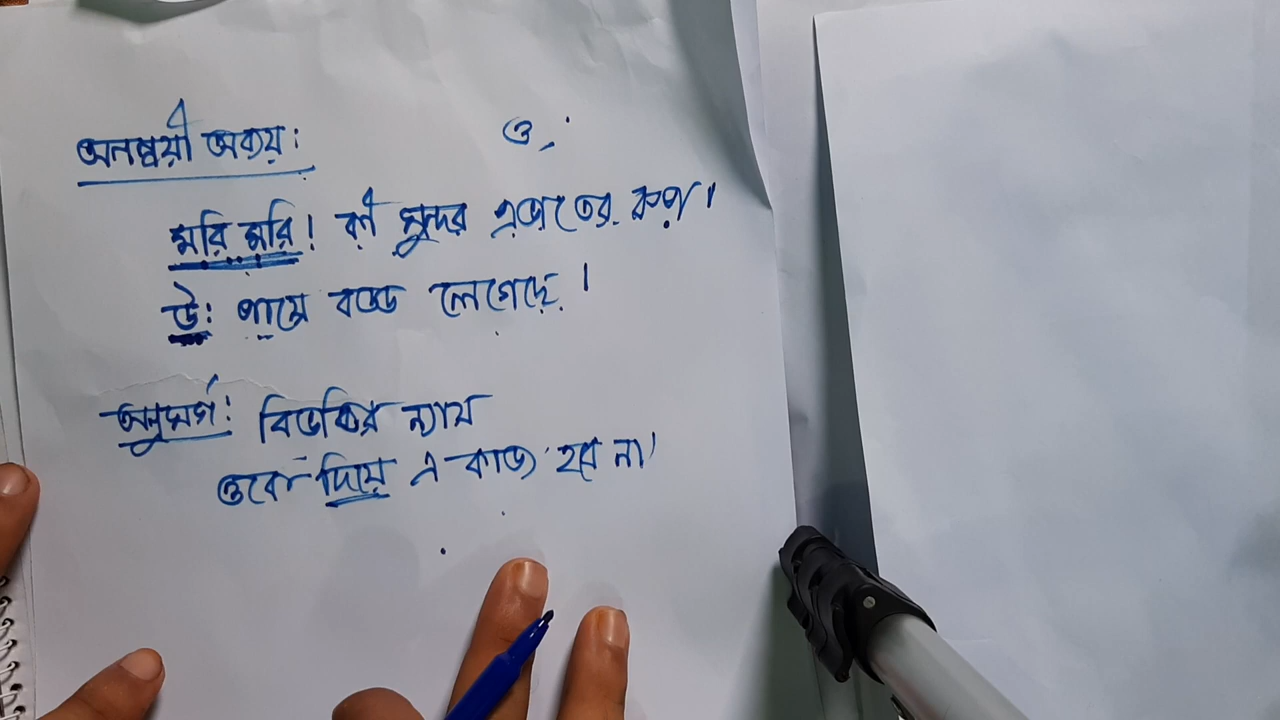 অনন্বয়ী অব্যয়:
ও
মরি মরি! কী সুন্দর প্রভাতের রূপ।
উ: পায়ে বড্ড লেগেছে।
অনুসর্গ: বিভক্তির ন্যায়
ওকে দিয়ে এ কাজ হবে না।